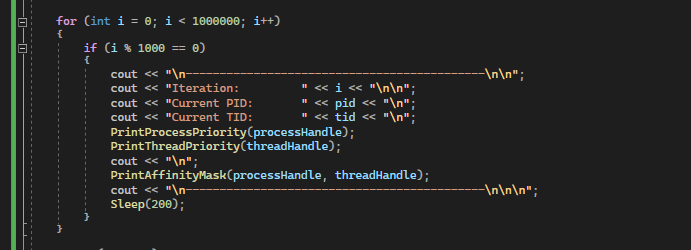 for (int i = 0; i < 1000000; i++)
{
if (i % 1000 == 0)
{
cout << "\n-------------------------------------------\n\n";
cout << "Iteration:       " << i << "\n\n";
cout << "Current PID:       " << pid << "\n";
cout << "Current TID:       " << tid << "\n";
PrintProcessPriority(processHandle);
PrintThreadPriority(threadHandle);
cout << "\n";
PrintAffinityMask(processHandle, threadHandle);
cout << "\n-------------------------------------------\n\n\n";
Sleep(200);
}
}